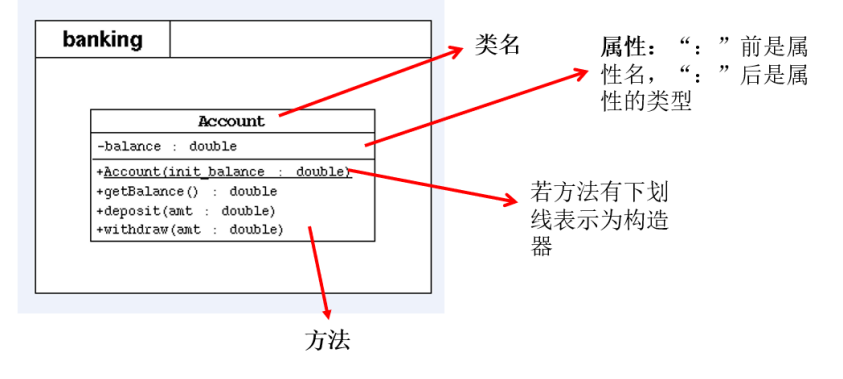 banking
类名
属性：“：”前是属
性名，“：”后是属
性的类型
Account
-balance : double
+Account(init_balance : double)
+getBalance() : double
+deposit(amt : double)
+withdraw(amt : double)
若方法有下划
线表示为构造
器
方法